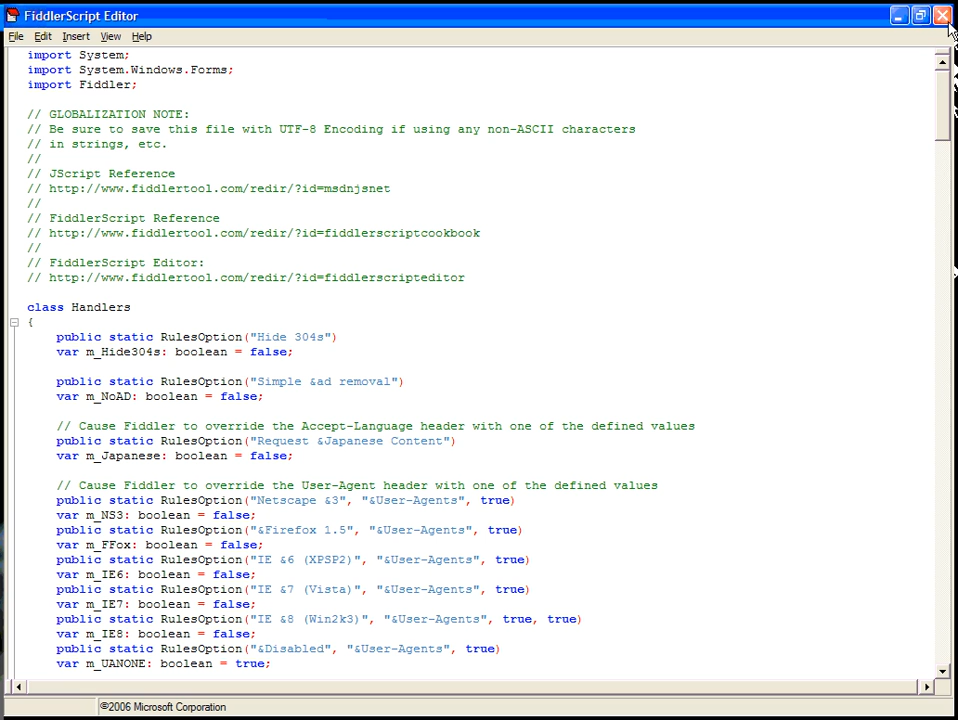 FiddlerScript Editor
File Edit Insert View Help
import System;
import System.Windows.Forms;
import Fiddler;
// GLOBALIZATION NOTE:
// Be sure to save this file with UTF-8 Encoding if using any non-ASCII characters
// in strings, etc.
//
// JScript Reference
// http://www.fiddlertool.com/redir/?id=msdnjsnet
//
// FiddlerScript Reference
// http://www.fiddlertool.com/redir/?id=fiddlerscriptcookbook
//
// FiddlerScript Editor:
// http://www.fiddlertool.com/redir/?id=fiddlerscripteditor
class Handlers
{
public static RulesOption("Hide 304s")
var m_Hide304s: boolean = false;
public static RulesOption("Simple &ad removal")
var m_NoAD: boolean = false;
// Cause Fiddler to override the Accept-Language header with one of the defined values
public static RulesOption("Request &Japanese Content")
var m_Japanese: boolean = false;
// Cause Fiddler to override the User-Agent header with one of the defined values
public static RulesOption("Netscape &3", "&User-Agents", true)
var m_NS3: boolean = false;
public static RulesOption("&Firefox 1.5", "&User-Agents", true)
var m_FFox: boolean = false;
public static RulesOption("IE &6 (XPSP2)", "&User-Agents", true)
var m_IE6: boolean = false;
public static RulesOption("IE &7 (Vista)", "&User-Agents", true)
var m_IE7: boolean = false;
public static RulesOption("IE &8 (Win2k3)", "&User-Agents", true, true)
var m_IE8: boolean = false;
public static RulesOption("&Disabled", "&User-Agents", true)
var m_UANONE: boolean = true;
©2006 Microsoft Corporation